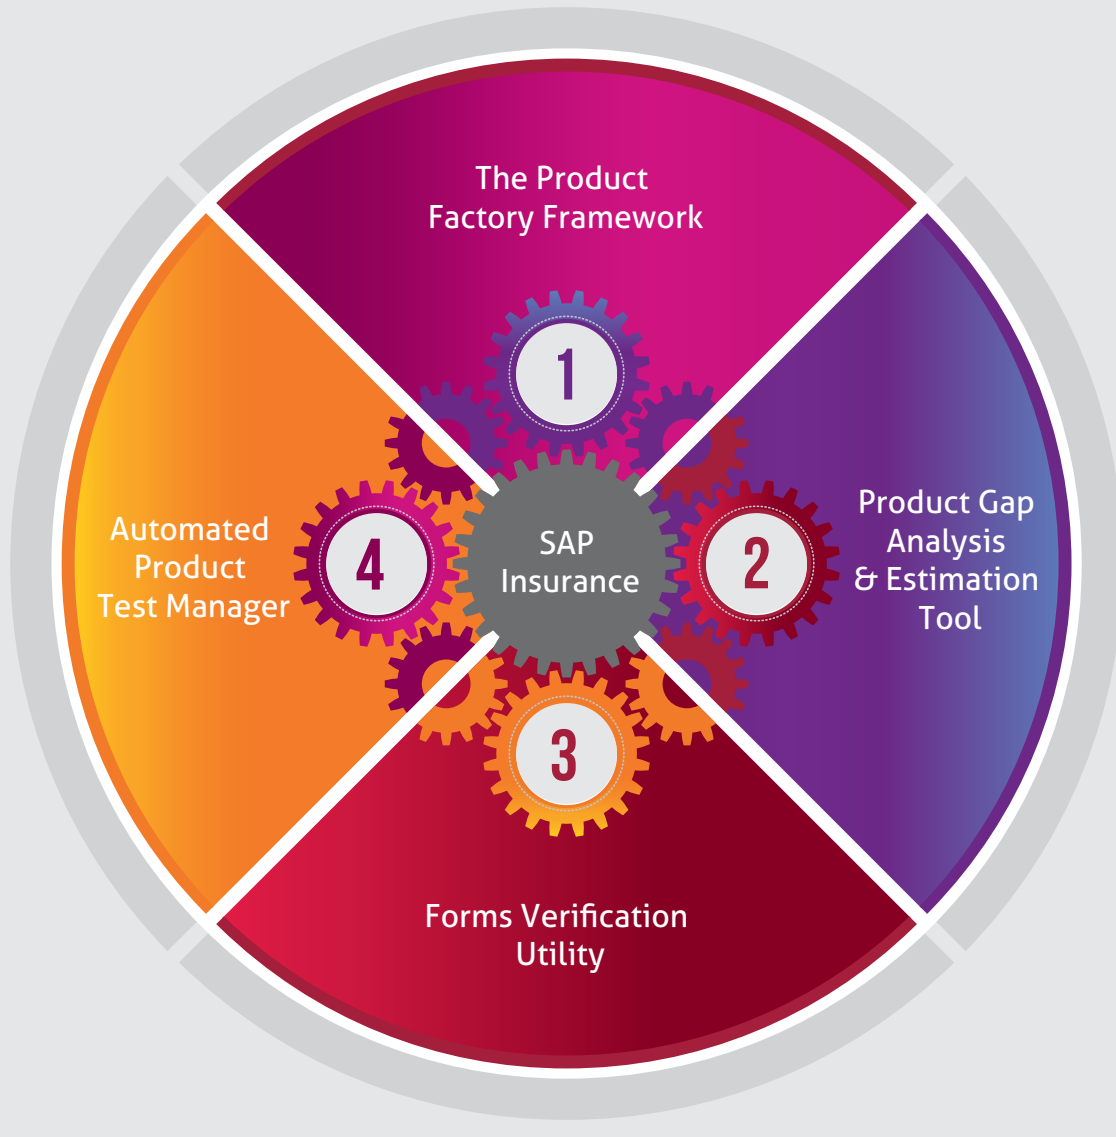 The Product
Factory Framework
1
Product Gap
Analysis
& Estimation
Tool
2
SAP
Insurance
3
Forms Verification
Utility
4
Automated
Product
Test Manager